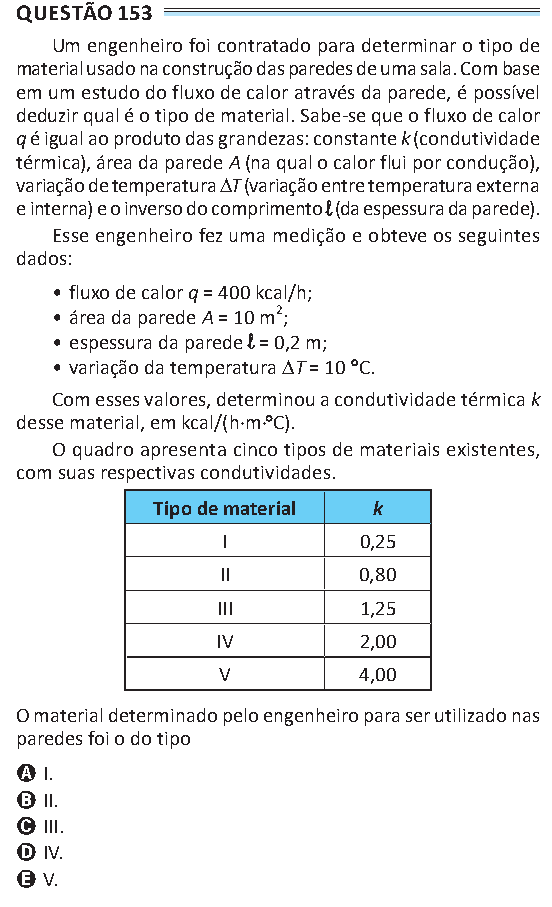 QUESTÃO 153
Um engenheiro foi contratado para determinar o tipo de
material usado na construção das paredes de uma sala. Com base
em um estudo do fluxo de calor através da parede, é possível
deduzir qual é o tipo de material. Sabe-se que o fluxo de calor
q é igual ao produto das grandezas: constante k (condutividade
térmica), área da parede A (na qual o calor flui por condução),
variação de temperatura ΔT (variação entre temperatura externa
e interna) e o inverso do comprimento ℓ (da espessura da parede).
Esse engenheiro fez uma medição e obteve os seguintes
dados:
• fluxo de calor q = 400 kcal/h;
• área da parede A = 10 m²;
• espessura da parede ℓ = 0,2 m;
• variação da temperatura ΔT = 10 °C.
Com esses valores, determinou a condutividade térmica k
desse material, em kcal/(h·m·°C).
O quadro apresenta cinco tipos de materiais existentes,
com suas respectivas condutividades.
Tipo de material k
I 0,25
II 0,80
III 1,25
IV 2,00
V 4,00
O material determinado pelo engenheiro para ser utilizado nas
paredes foi o do tipo
A I.
B II.
C III.
D IV.
E V.